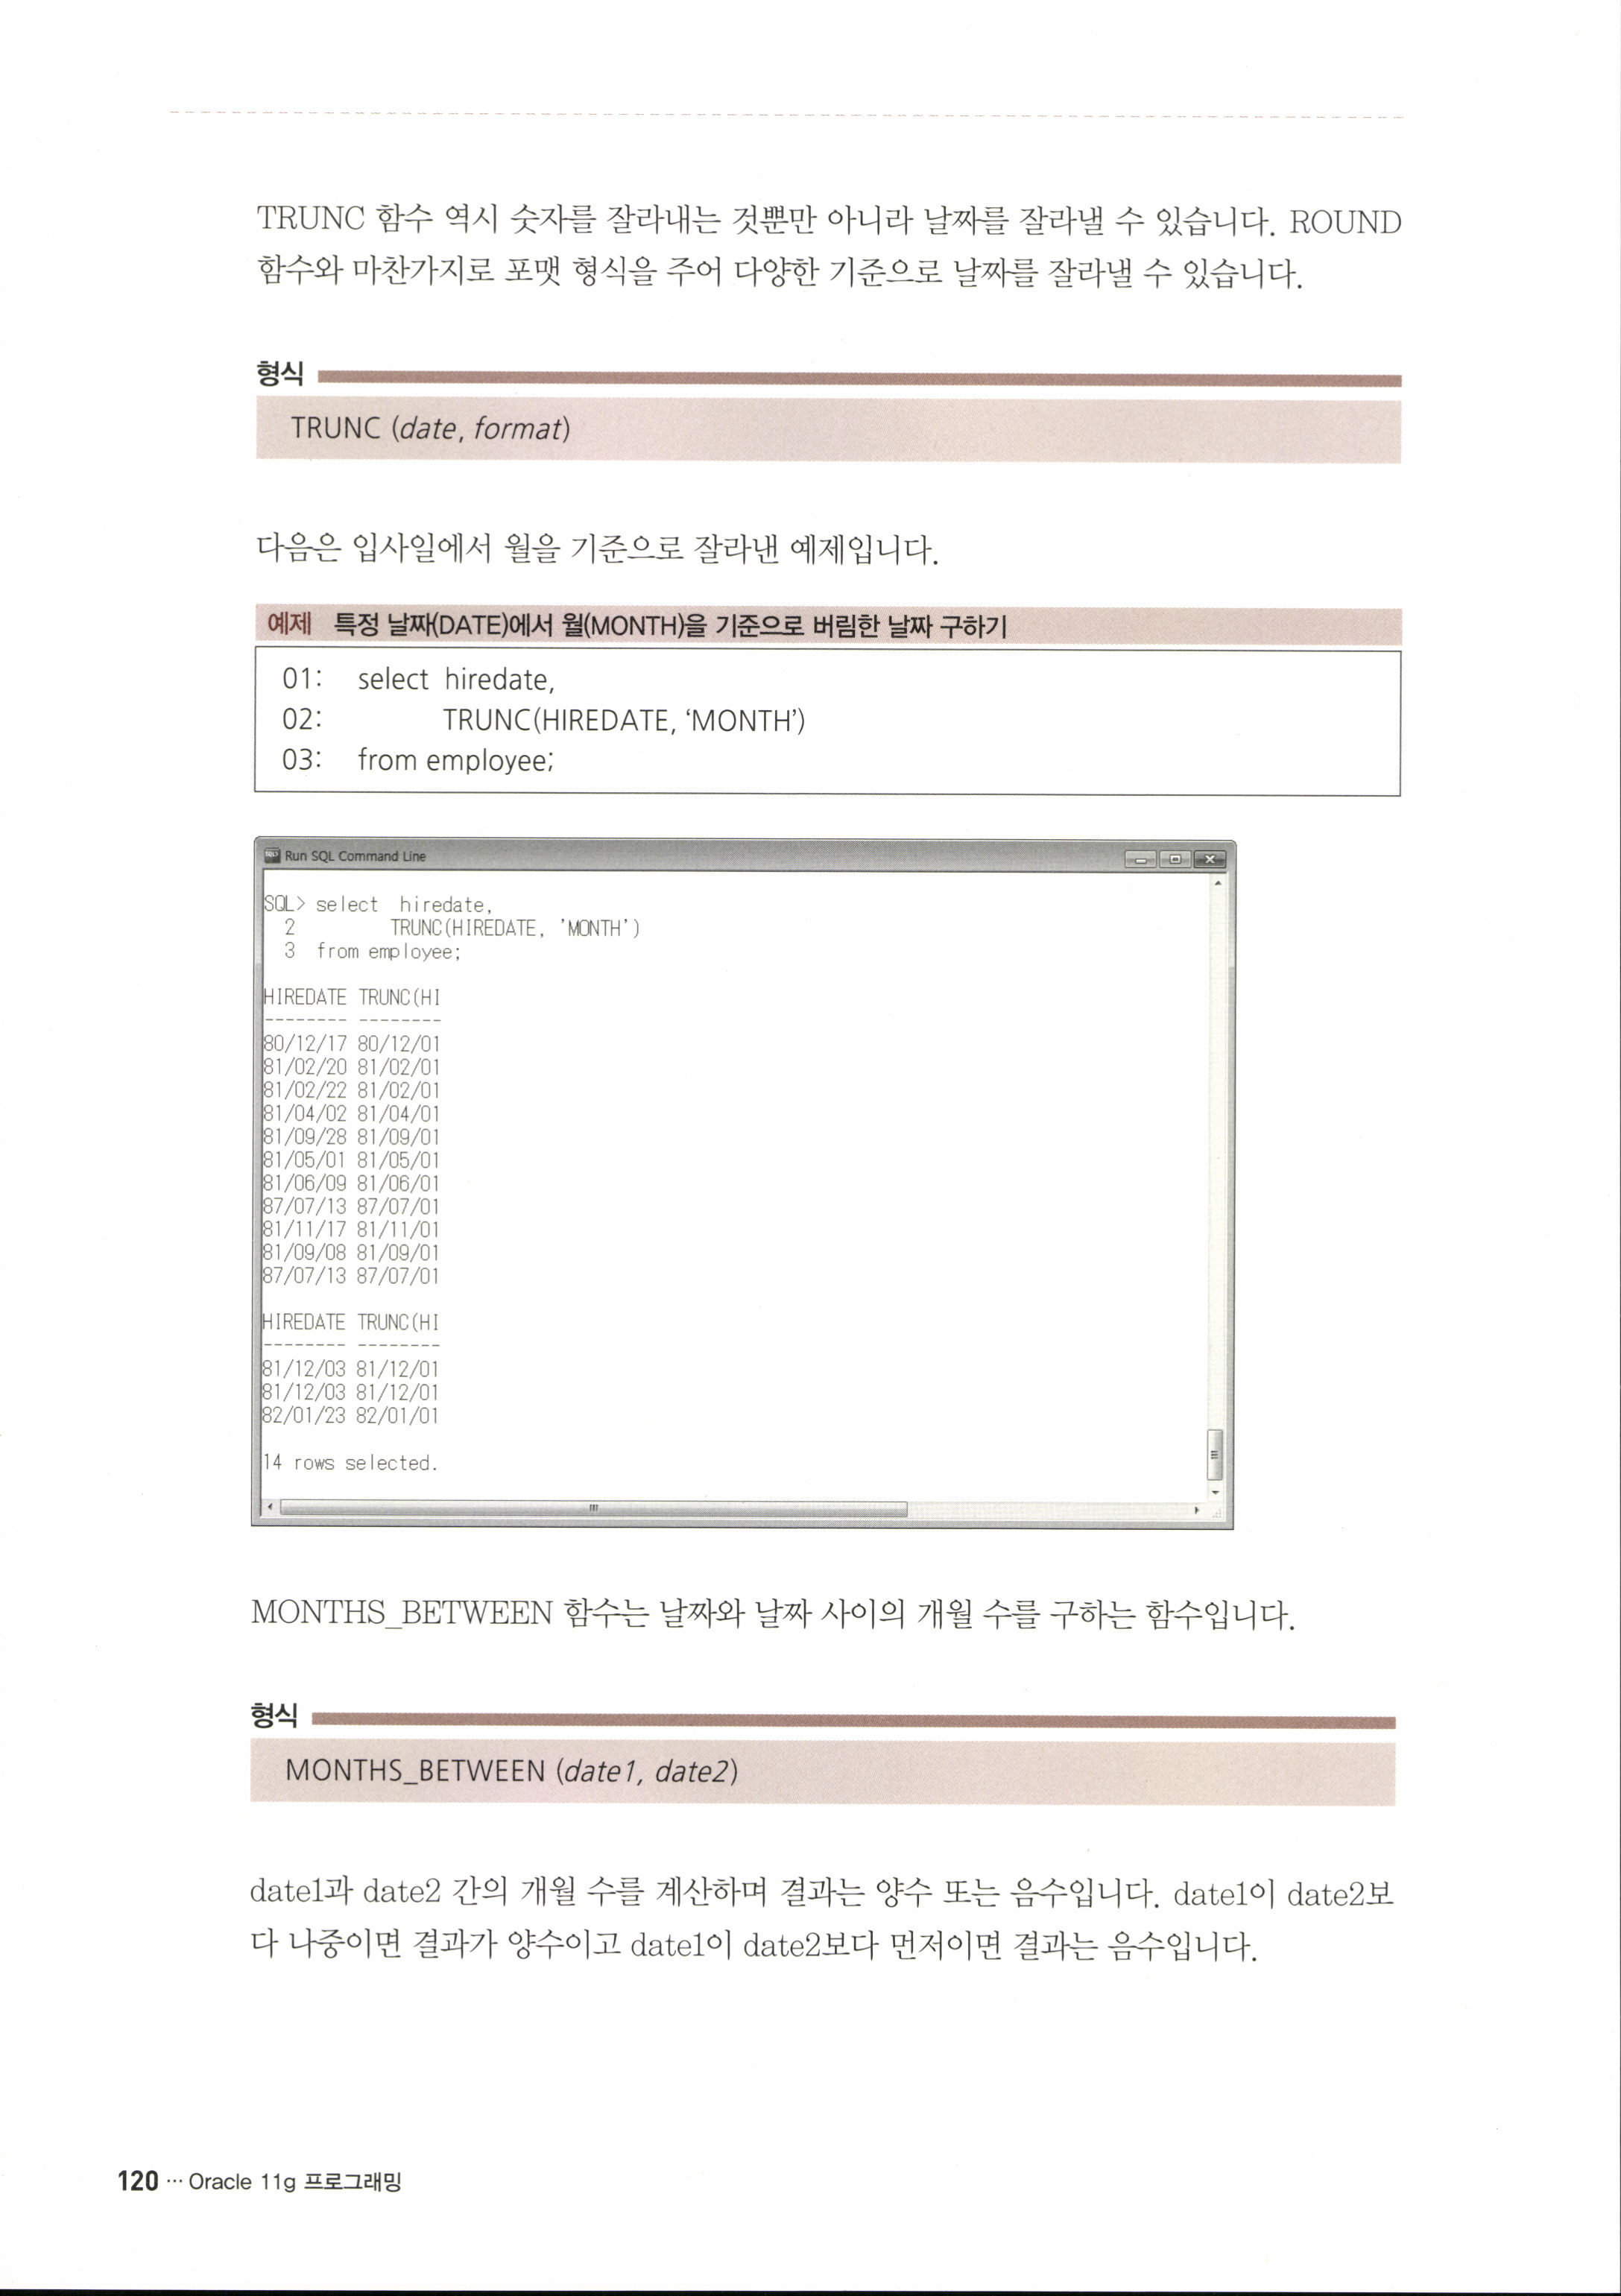 TRUNC 함수 역시 숫자를 잘라내는 것뿐만 아니라 날짜를 잘라낼 수 있습니다. ROUND
함수와 마찬가지로 포맷 형식을 주어 다양한 기준으로 날짜를 잘라낼 수 있습니다.
형식
TRUNC (date, format)
다음은 입사일에서 월을 기준으로 잘라낸 예제입니다.
예제 특정 날짜(DATE)에서 월(MONTH)을 기준으로 버림한 날짜 구하기
01: select hiredate,
02: TRUNC(HIREDATE, ‘MONTH’)
03: from employee;
Run SQL Command Line
SQL> select hiredate,
2 TRUNC(HIREDATE, 'MONTH')
3 from employee;
HIREDATE TRUNC(HI
-------- --------
80/12/17 80/12/01
81/02/20 81/02/01
81/02/22 81/02/01
81/04/02 81/04/01
81/09/28 81/09/01
81/05/01 81/05/01
81/06/09 81/06/01
87/07/13 87/07/01
81/11/17 81/11/01
81/09/08 81/09/01
87/07/13 87/07/01
HIREDATE TRUNC(HI
-------- --------
81/12/03 81/12/01
81/12/03 81/12/01
82/01/23 82/01/01
14 rows selected.
MONTHS_BETWEEN 함수는 날짜와 날짜 사이의 개월 수를 구하는 함수입니다.
형식
MONTHS_BETWEEN (date1, date2)
date1과 date2 간의 개월 수를 계산하며 결과는 양수 또는 음수입니다. date1이 date2보
다 나중이면 결과가 양수이고 date1이 date2보다 먼저이면 결과는 음수입니다.
120 ··· Oracle 11g 프로그래밍